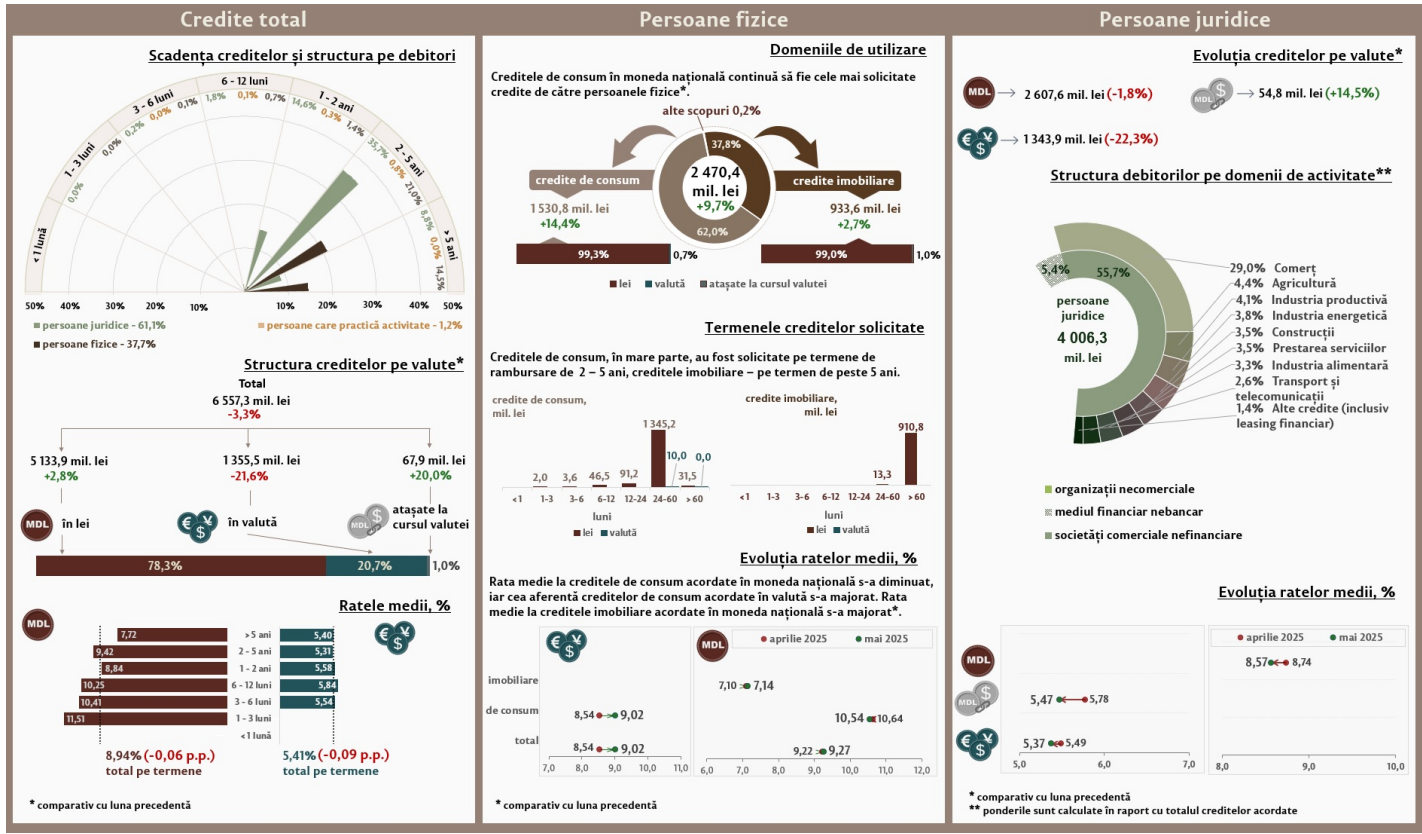 Credite total
Scadența creditelor și structura pe debitori
< 1 lună
1 - 3 luni
3 - 6 luni
6 - 12 luni
1 - 2 ani
2 - 5 ani
> 5 ani
0,0%
0,0%
0,2%
0,0%
0,1%
1,8%
0,1%
0,7%
14,6%
0,3%
1,4%
35,7%
0,8%
21,0%
8,8%
0,0%
14,5%
50% 40% 30% 20% 10% 10% 20% 30% 40% 50%
persoane juridice - 61,1%
persoane care practică activitate - 1,2%
persoane fizice - 37,7%
Structura creditelor pe valute*
Total
6 557,3 mil. lei
-3,3%
5 133,9 mil. lei
+2,8%
1 355,5 mil. lei
-21,6%
67,9 mil. lei
+20,0%
MDL
în lei
€ ¥ $
în valută
MDL $
atașate la
cursul valutei
78,3% 20,7% 1,0%
Ratele medii, %
MDL
€ ¥ $
7,72 > 5 ani 5,40
9,42 2 - 5 ani 5,31
8,84 1 - 2 ani 5,58
10,25 6 - 12 luni 5,84
10,41 3 - 6 luni 5,54
11,51 1 - 3 luni
< 1 lună
8,94% (-0,06 p.p.)
total pe termene
5,41% (-0,09 p.p.)
total pe termene
* comparativ cu luna precedentă
Persoane fizice
Domeniile de utilizare
Creditele de consum în moneda națională continuă să fie cele mai solicitate
credite de către persoanele fizice*.
alte scopuri 0,2%
37,8%
2 470,4
mil. lei
+9,7%
62,0%
credite de consum
1 530,8 mil. lei
+14,4%
credite imobiliare
933,6 mil. lei
+2,7%
99,3% 0,7%
99,0% 1,0%
lei valută atașate la cursul valutei
Termenele creditelor solicitate
Creditele de consum, în mare parte, au fost solicitate pe termene de
rambursare de 2 – 5 ani, creditele imobiliare – pe termen de peste 5 ani.
credite de consum,
mil. lei
2,0 3,6 46,5 91,2 1 345,2 10,0 31,5 0,0
<1 1-3 3-6 6-12 12-24 24-60 > 60
luni
lei valută
credite imobiliare,
mil. lei
13,3 910,8
<1 1-3 3-6 6-12 12-24 24-60 > 60
luni
lei valută
Evoluția ratelor medii, %
Rata medie la creditele de consum acordate în moneda națională s-a diminuat,
iar cea aferentă creditelor de consum acordate în valută s-a majorat. Rata
medie la creditele imobiliare acordate în moneda națională s-a majorat*.
€ ¥ $
MDL
aprilie 2025 mai 2025
imobiliare
7,10 7,14
de consum
8,54 9,02
10,54 10,64
total
8,54 9,02
9,22 9,27
7,0 8,0 9,0 10,0 11,0
6,0 7,0 8,0 9,0 10,0 11,0 12,0
* comparativ cu luna precedentă
Persoane juridice
Evoluția creditelor pe valute*
MDL
2 607,6 mil. lei (-1,8%)
MDL $
54,8 mil. lei (+14,5%)
€ ¥ $
1 343,9 mil. lei (-22,3%)
Structura debitorilor pe domenii de activitate**
5,4%
55,7%
persoane
juridice
4 006,3
mil. lei
29,0% Comerț
4,4% Agricultură
4,1% Industria productivă
3,8% Industria energetică
3,5% Construcții
3,5% Prestarea serviciilor
3,3% Industria alimentară
2,6% Transport și
telecomunicații
1,4% Alte credite (inclusiv
leasing financiar)
organizații necomerciale
mediul financiar nebancar
societăți comerciale nefinanciare
Evoluția ratelor medii, %
aprilie 2025 mai 2025
MDL
8,57 8,74
MDL $
5,47 5,78
€ ¥ $
5,37 5,49
5,0 6,0 7,0
8,0 9,0 10,0
* comparativ cu luna precedentă
** ponderile sunt calculate în raport cu totalul creditelor acordate